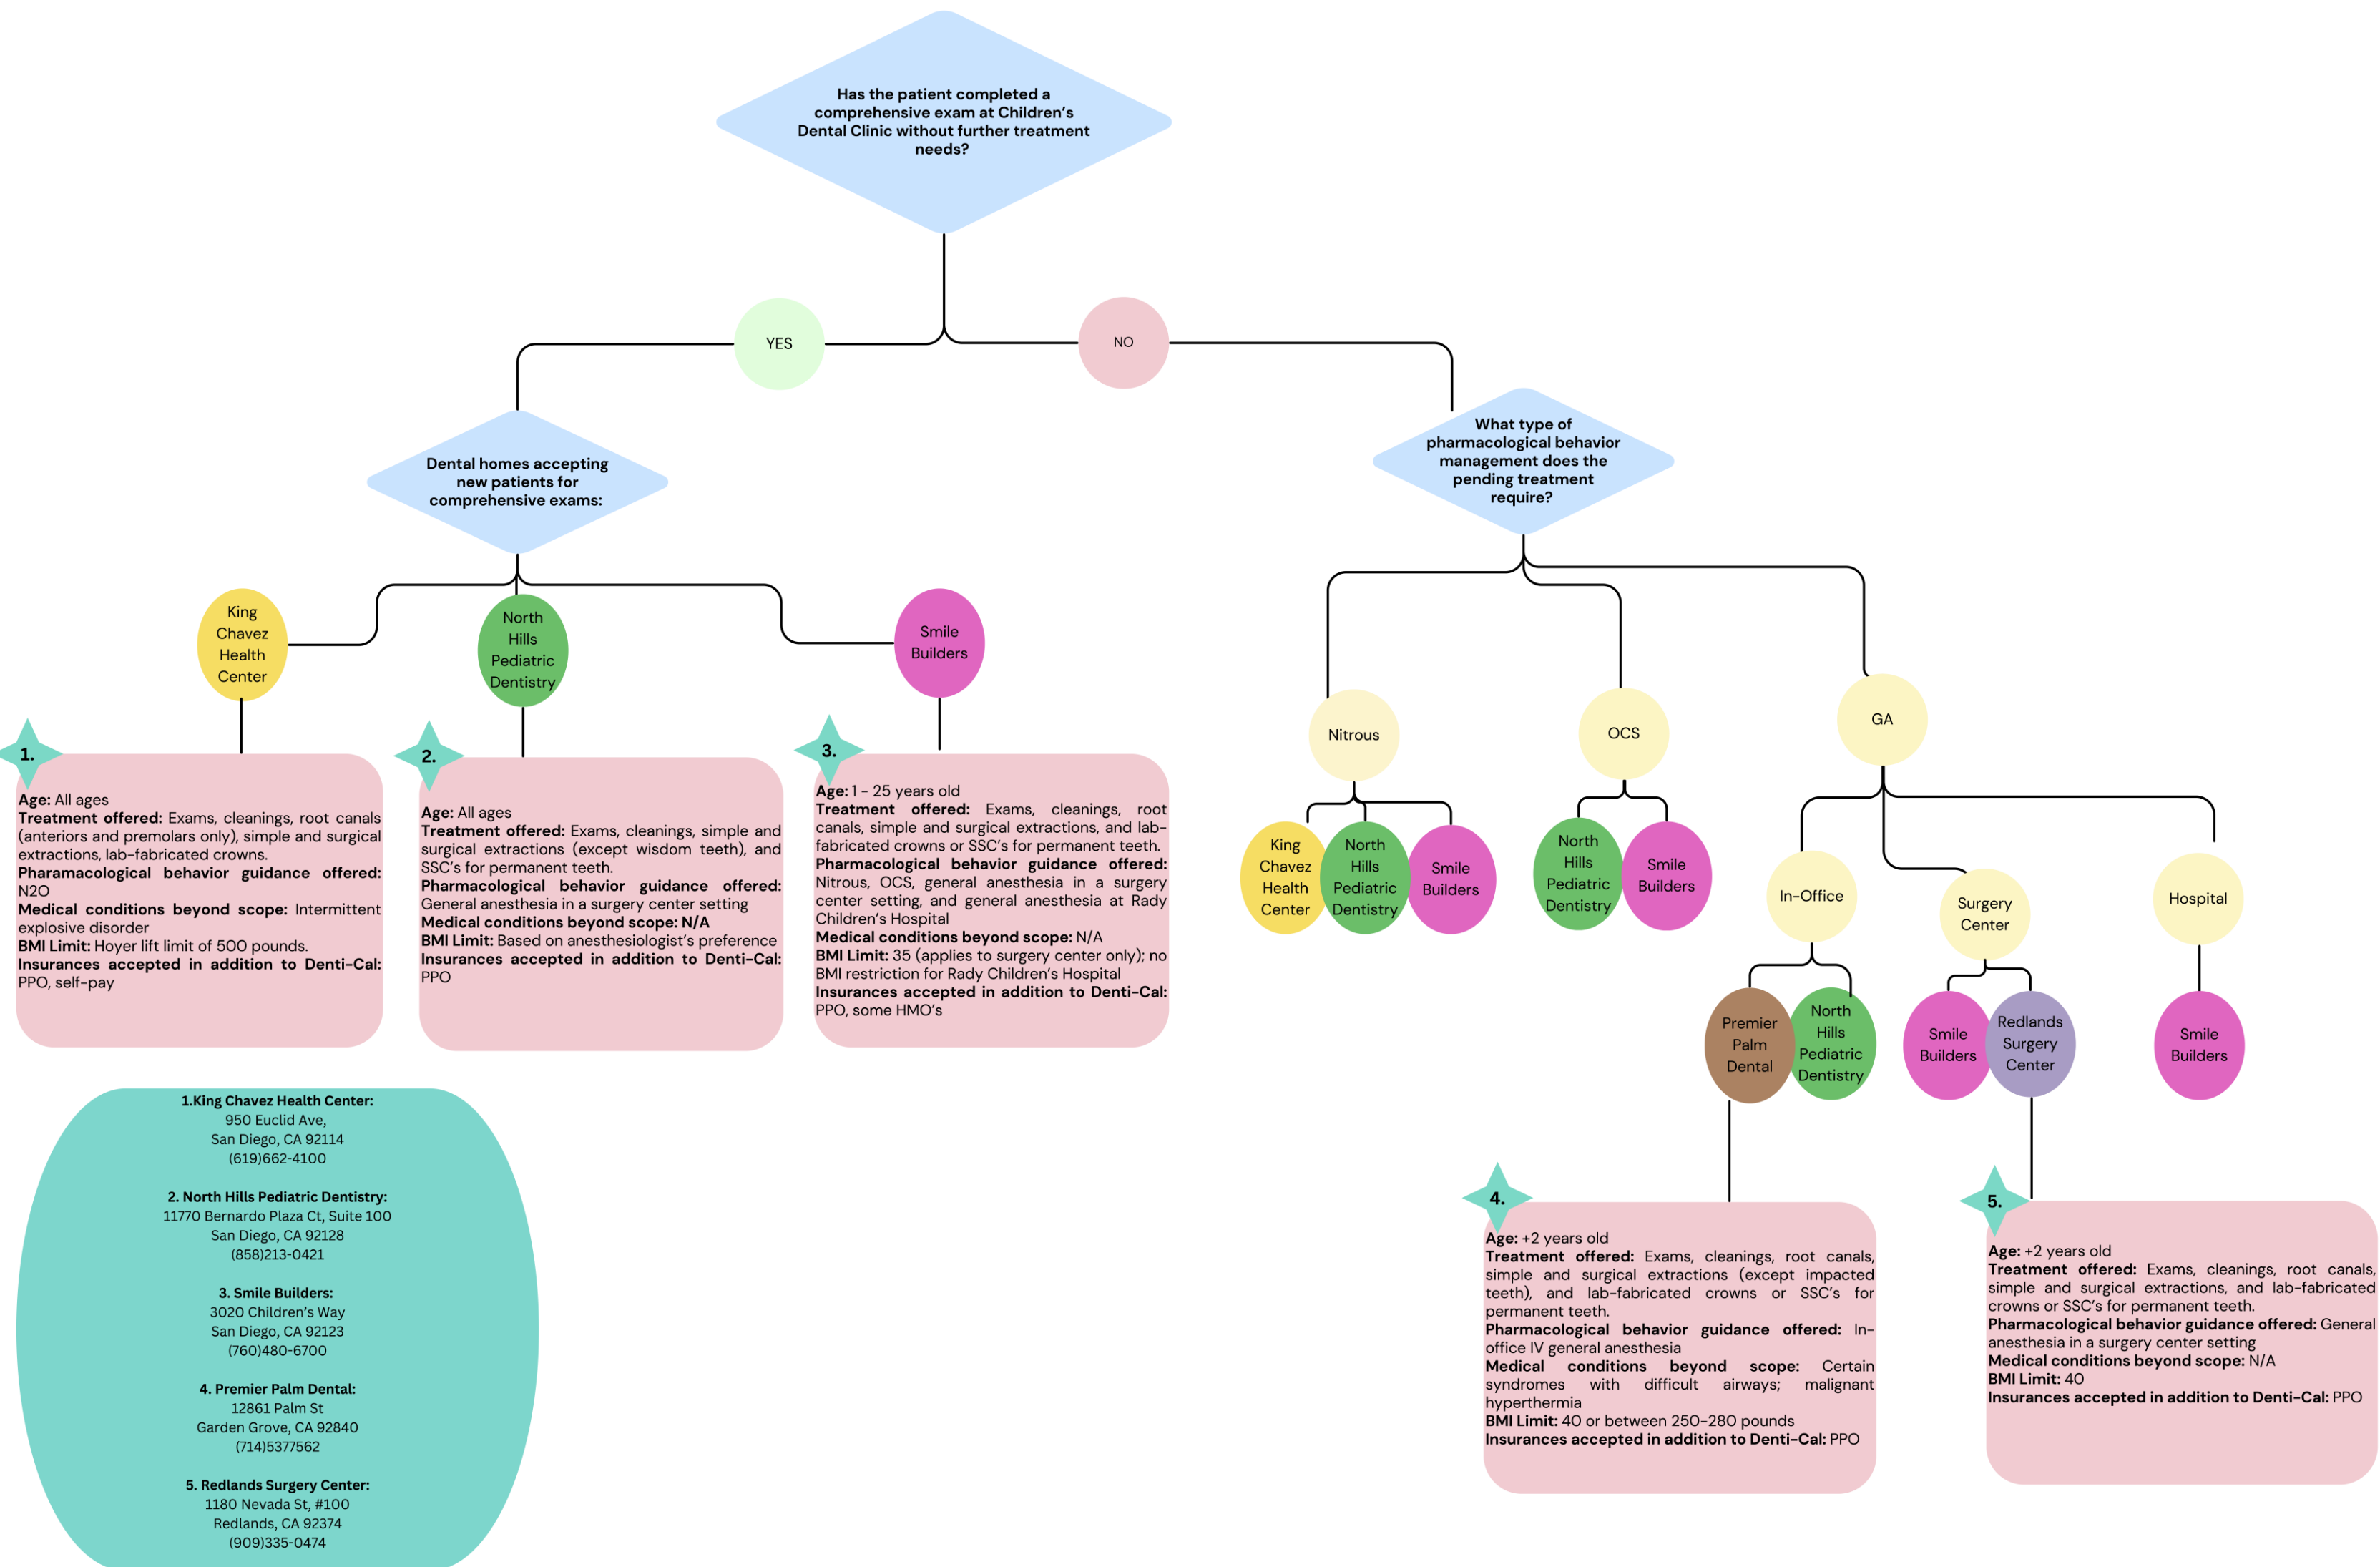 Has the patient completed a
comprehensive exam at Children's
Dental Clinic without further treatment
needs?
YES
NO
Dental homes accepting
new patients for
comprehensive exams:
What type of
pharmacological behavior
management does the
pending treatment
require?
King
Chavez
Health
Center
North
Hills
Pediatric
Dentistry
Smile
Builders
1.
Age: All ages
Treatment offered: Exams, cleanings, root canals
(anteriors and premolars only), simple and surgical
extractions, lab-fabricated crowns.
Pharamacological behavior guidance offered:
N2O
Medical conditions beyond scope: Intermittent
explosive disorder
BMI Limit: Hoyer lift limit of 500 pounds.
Insurances accepted in addition to Denti-Cal:
PPO, self-pay
2.
Age: All ages
Treatment offered: Exams, cleanings, simple and
surgical extractions (except wisdom teeth), and
SSC's for permanent teeth.
Pharmacological behavior guidance offered:
General anesthesia in a surgery center setting
Medical conditions beyond scope: N/A
BMI Limit: Based on anesthesiologist's preference
Insurances accepted in addition to Denti-Cal:
PPO
3.
Age: 1 - 25 years old
Treatment offered: Exams, cleanings, root
canals, simple and surgical extractions, and lab-
fabricated crowns or SSC's for permanent teeth.
Pharmacological behavior guidance offered:
Nitrous, OCS, general anesthesia in a surgery
center setting, and general anesthesia at Rady
Children's Hospital
Medical conditions beyond scope: N/A
BMI Limit: 35 (applies to surgery center only); no
BMI restriction for Rady Children's Hospital
Insurances accepted in addition to Denti-Cal:
PPO, some HMO's
Nitrous
OCS
GA
King
Chavez
Health
Center
North
Hills
Pediatric
Dentistry
Smile
Builders
North
Hills
Pediatric
Dentistry
Smile
Builders
In-Office
Surgery
Center
Hospital
Premier
Palm
Dental
North
Hills
Pediatric
Dentistry
Smile
Builders
Redlands
Surgery
Center
Smile
Builders
4.
Age: +2 years old
Treatment offered: Exams, cleanings, root canals,
simple and surgical extractions (except impacted
teeth), and lab-fabricated crowns or SSC's for
permanent teeth.
Pharmacological behavior guidance offered: In-
office IV general anesthesia
Medical conditions beyond scope: Certain
syndromes with difficult airways; malignant
hyperthermia
BMI Limit: 40 or between 250-280 pounds
Insurances accepted in addition to Denti-Cal: PPO
5.
Age: +2 years old
Treatment offered: Exams, cleanings, root canals,
simple and surgical extractions, and lab-fabricated
crowns or SSC's for permanent teeth.
Pharmacological behavior guidance offered: General
anesthesia in a surgery center setting
Medical conditions beyond scope: N/A
BMI Limit: 40
Insurances accepted in addition to Denti-Cal: PPO
1.King Chavez Health Center:
950 Euclid Ave,
San Diego, CA 92114
(619)662-4100
2. North Hills Pediatric Dentistry:
11770 Bernardo Plaza Ct, Suite 100
San Diego, CA 92128
(858)213-0421
3. Smile Builders:
3020 Children's Way
San Diego, CA 92123
(760)480-6700
4. Premier Palm Dental:
12861 Palm St
Garden Grove, CA 92840
(714)5377562
5. Redlands Surgery Center:
1180 Nevada St, #100
Redlands, CA 92374
(909)335-0474